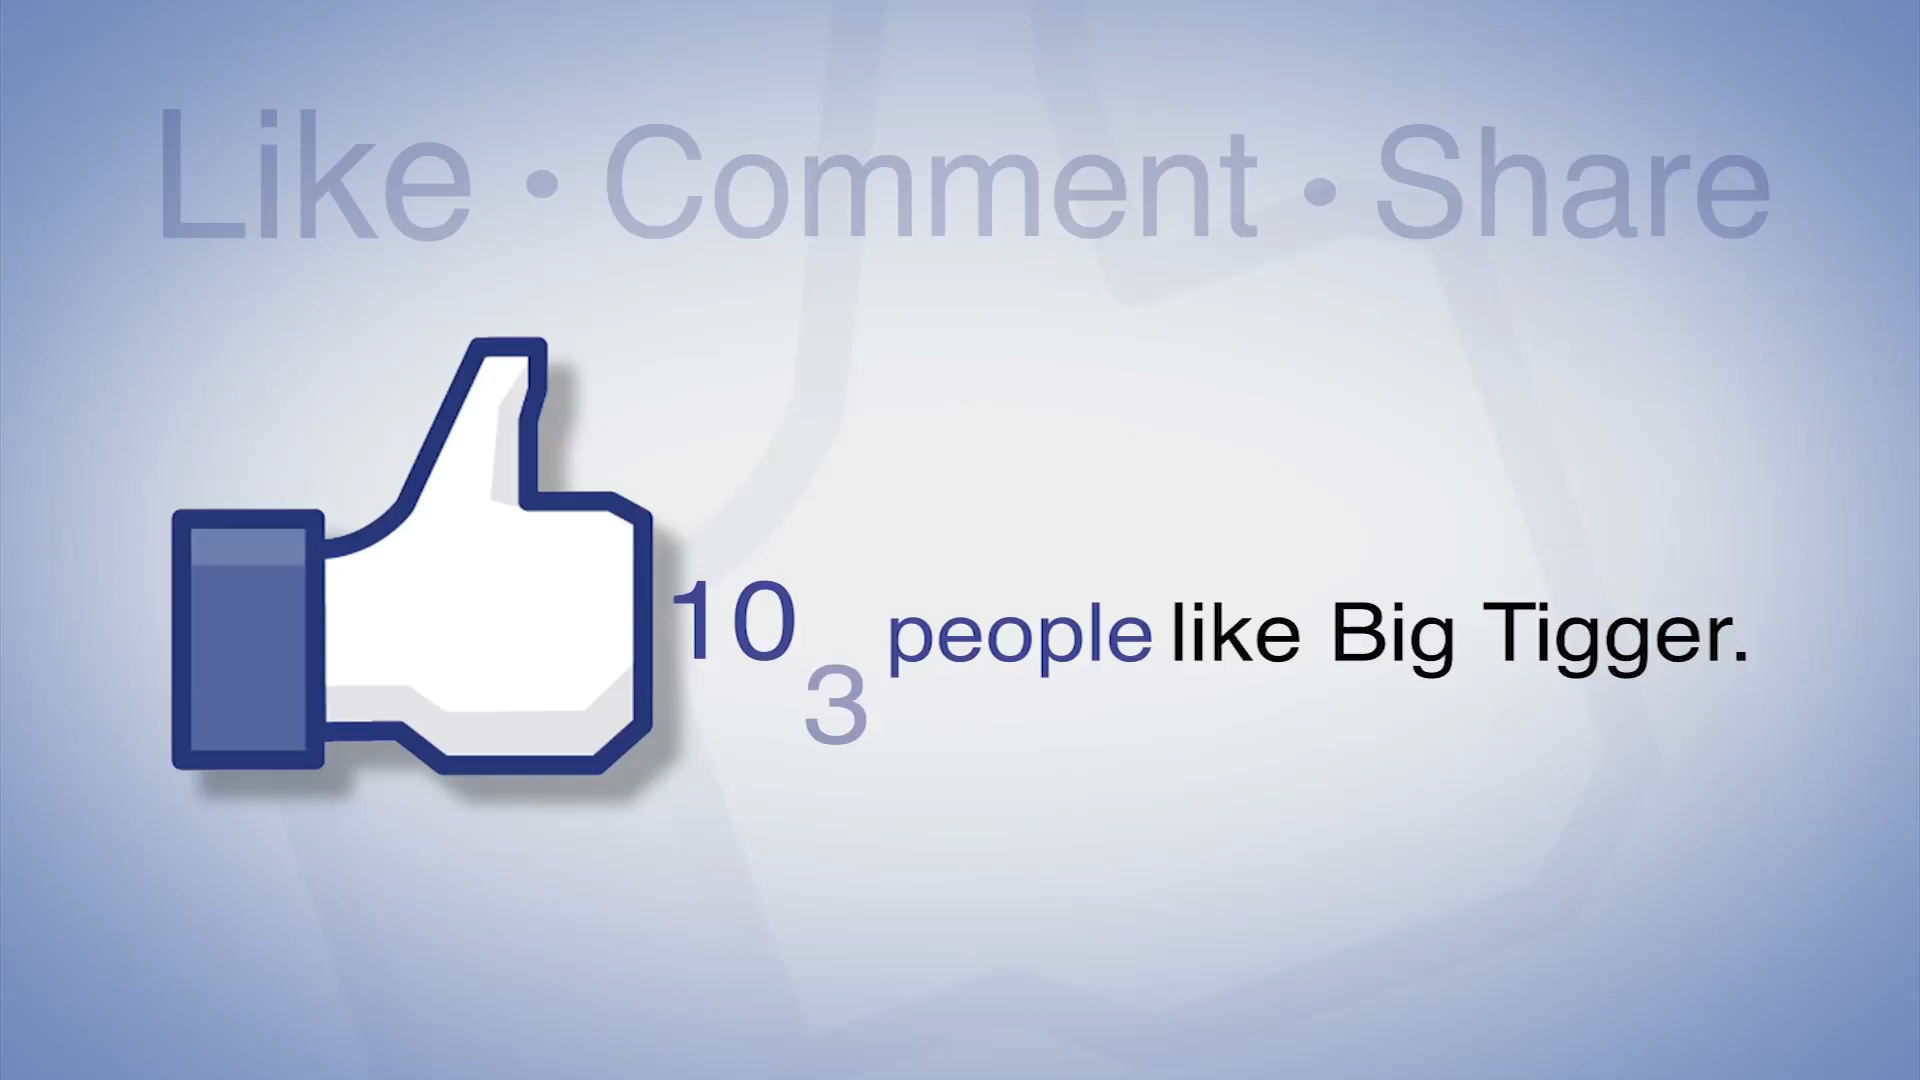 Like • Comment • Share
10 3 people like Big Tigger.